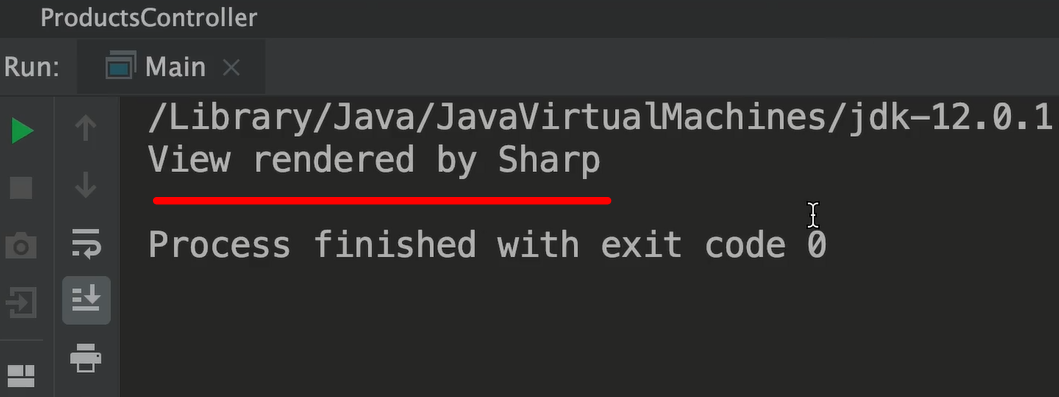 ProductsController
Run: Main
/Library/Java/JavaVirtualMachines/jdk-12.0.1
View rendered by Sharp
Process finished with exit code 0